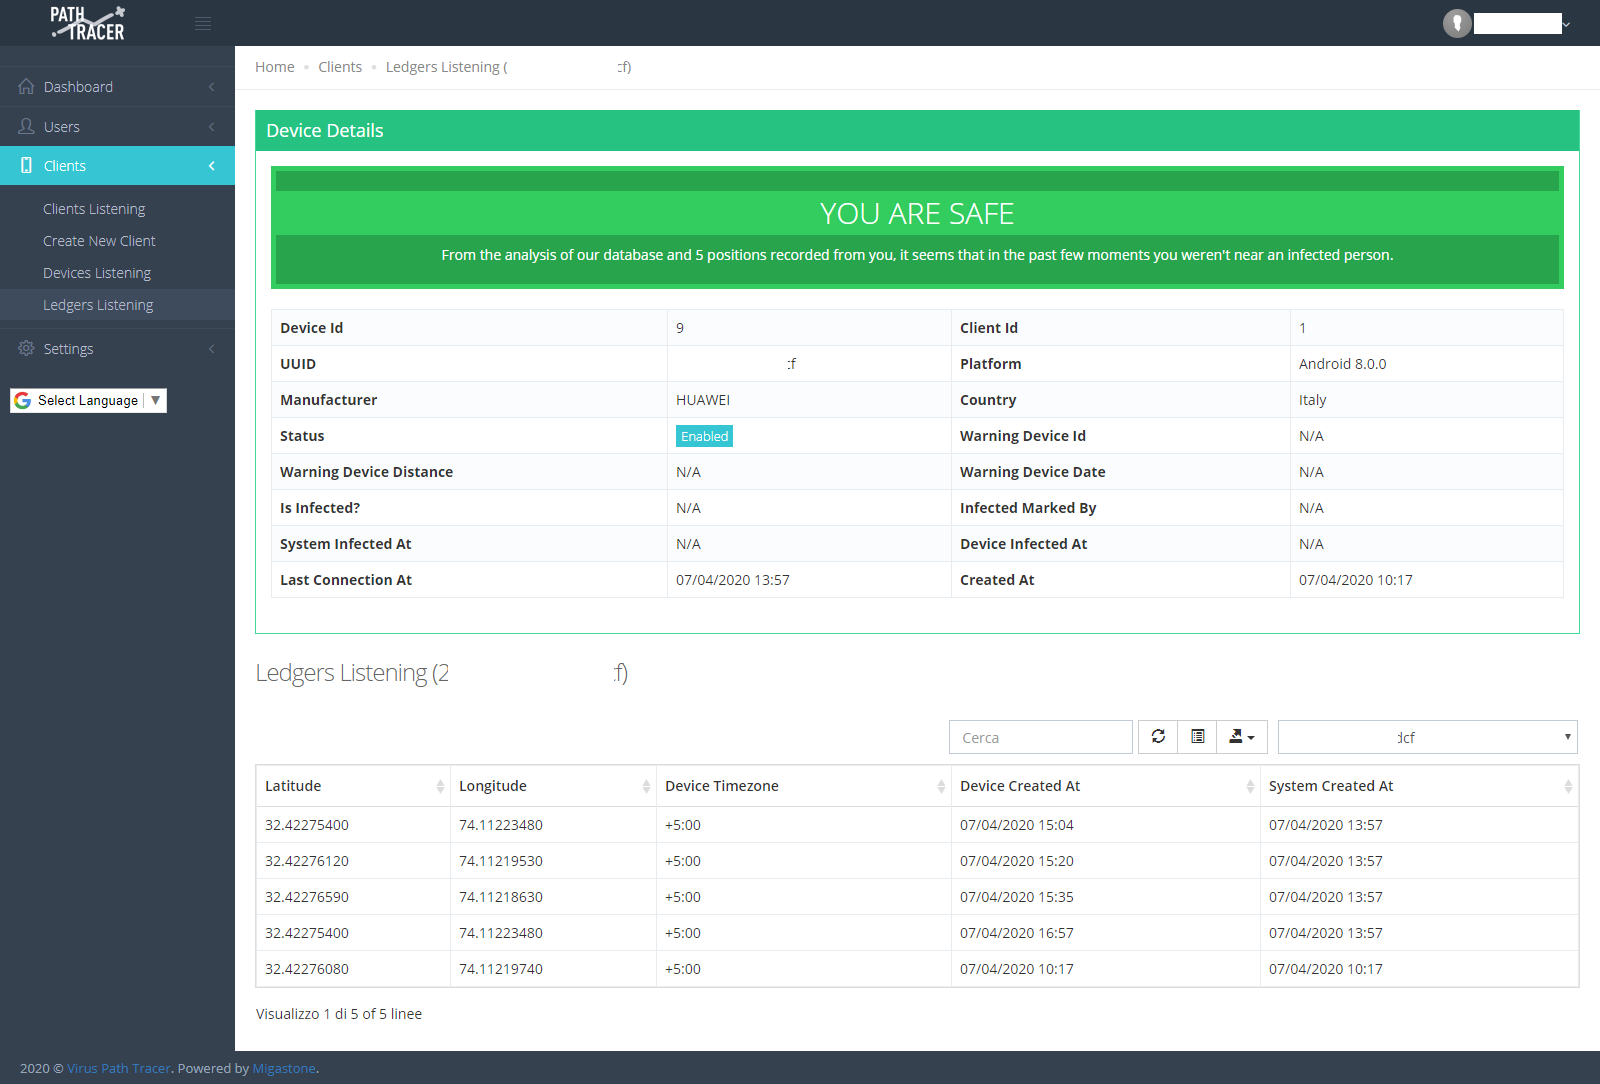 PATH
TRACER
Dashboard
Users
Clients
Clients Listening
Create New Client
Devices Listening
Ledgers Listening
Settings
Select Language ▼
Home Clients Ledgers Listening ( cf)
Device Details
YOU ARE SAFE
From the analysis of our database and 5 positions recorded from you, it seems that in the past few moments you weren't near an infected person.
Device Id 9 Client Id 1
UUID cf Platform Android 8.0.0
Manufacturer HUAWEI Country Italy
Status Enabled Warning Device Id N/A
Warning Device Distance N/A Warning Device Date N/A
Is Infected? N/A Infected Marked By N/A
System Infected At N/A Device Infected At N/A
Last Connection At 07/04/2020 13:57 Created At 07/04/2020 10:17
Ledgers Listening (2 f)
Cerca dcf
Latitude Longitude Device Timezone Device Created At System Created At
32.42275400 74.11223480 +5:00 07/04/2020 15:04 07/04/2020 13:57
32.42276120 74.11219530 +5:00 07/04/2020 15:20 07/04/2020 13:57
32.42276590 74.11218630 +5:00 07/04/2020 15:35 07/04/2020 13:57
32.42275400 74.11223480 +5:00 07/04/2020 16:57 07/04/2020 13:57
32.42276080 74.11219740 +5:00 07/04/2020 10:17 07/04/2020 10:17
Visualizzo 1 di 5 of 5 linee
2020 © Virus Path Tracer. Powered by Migastone.